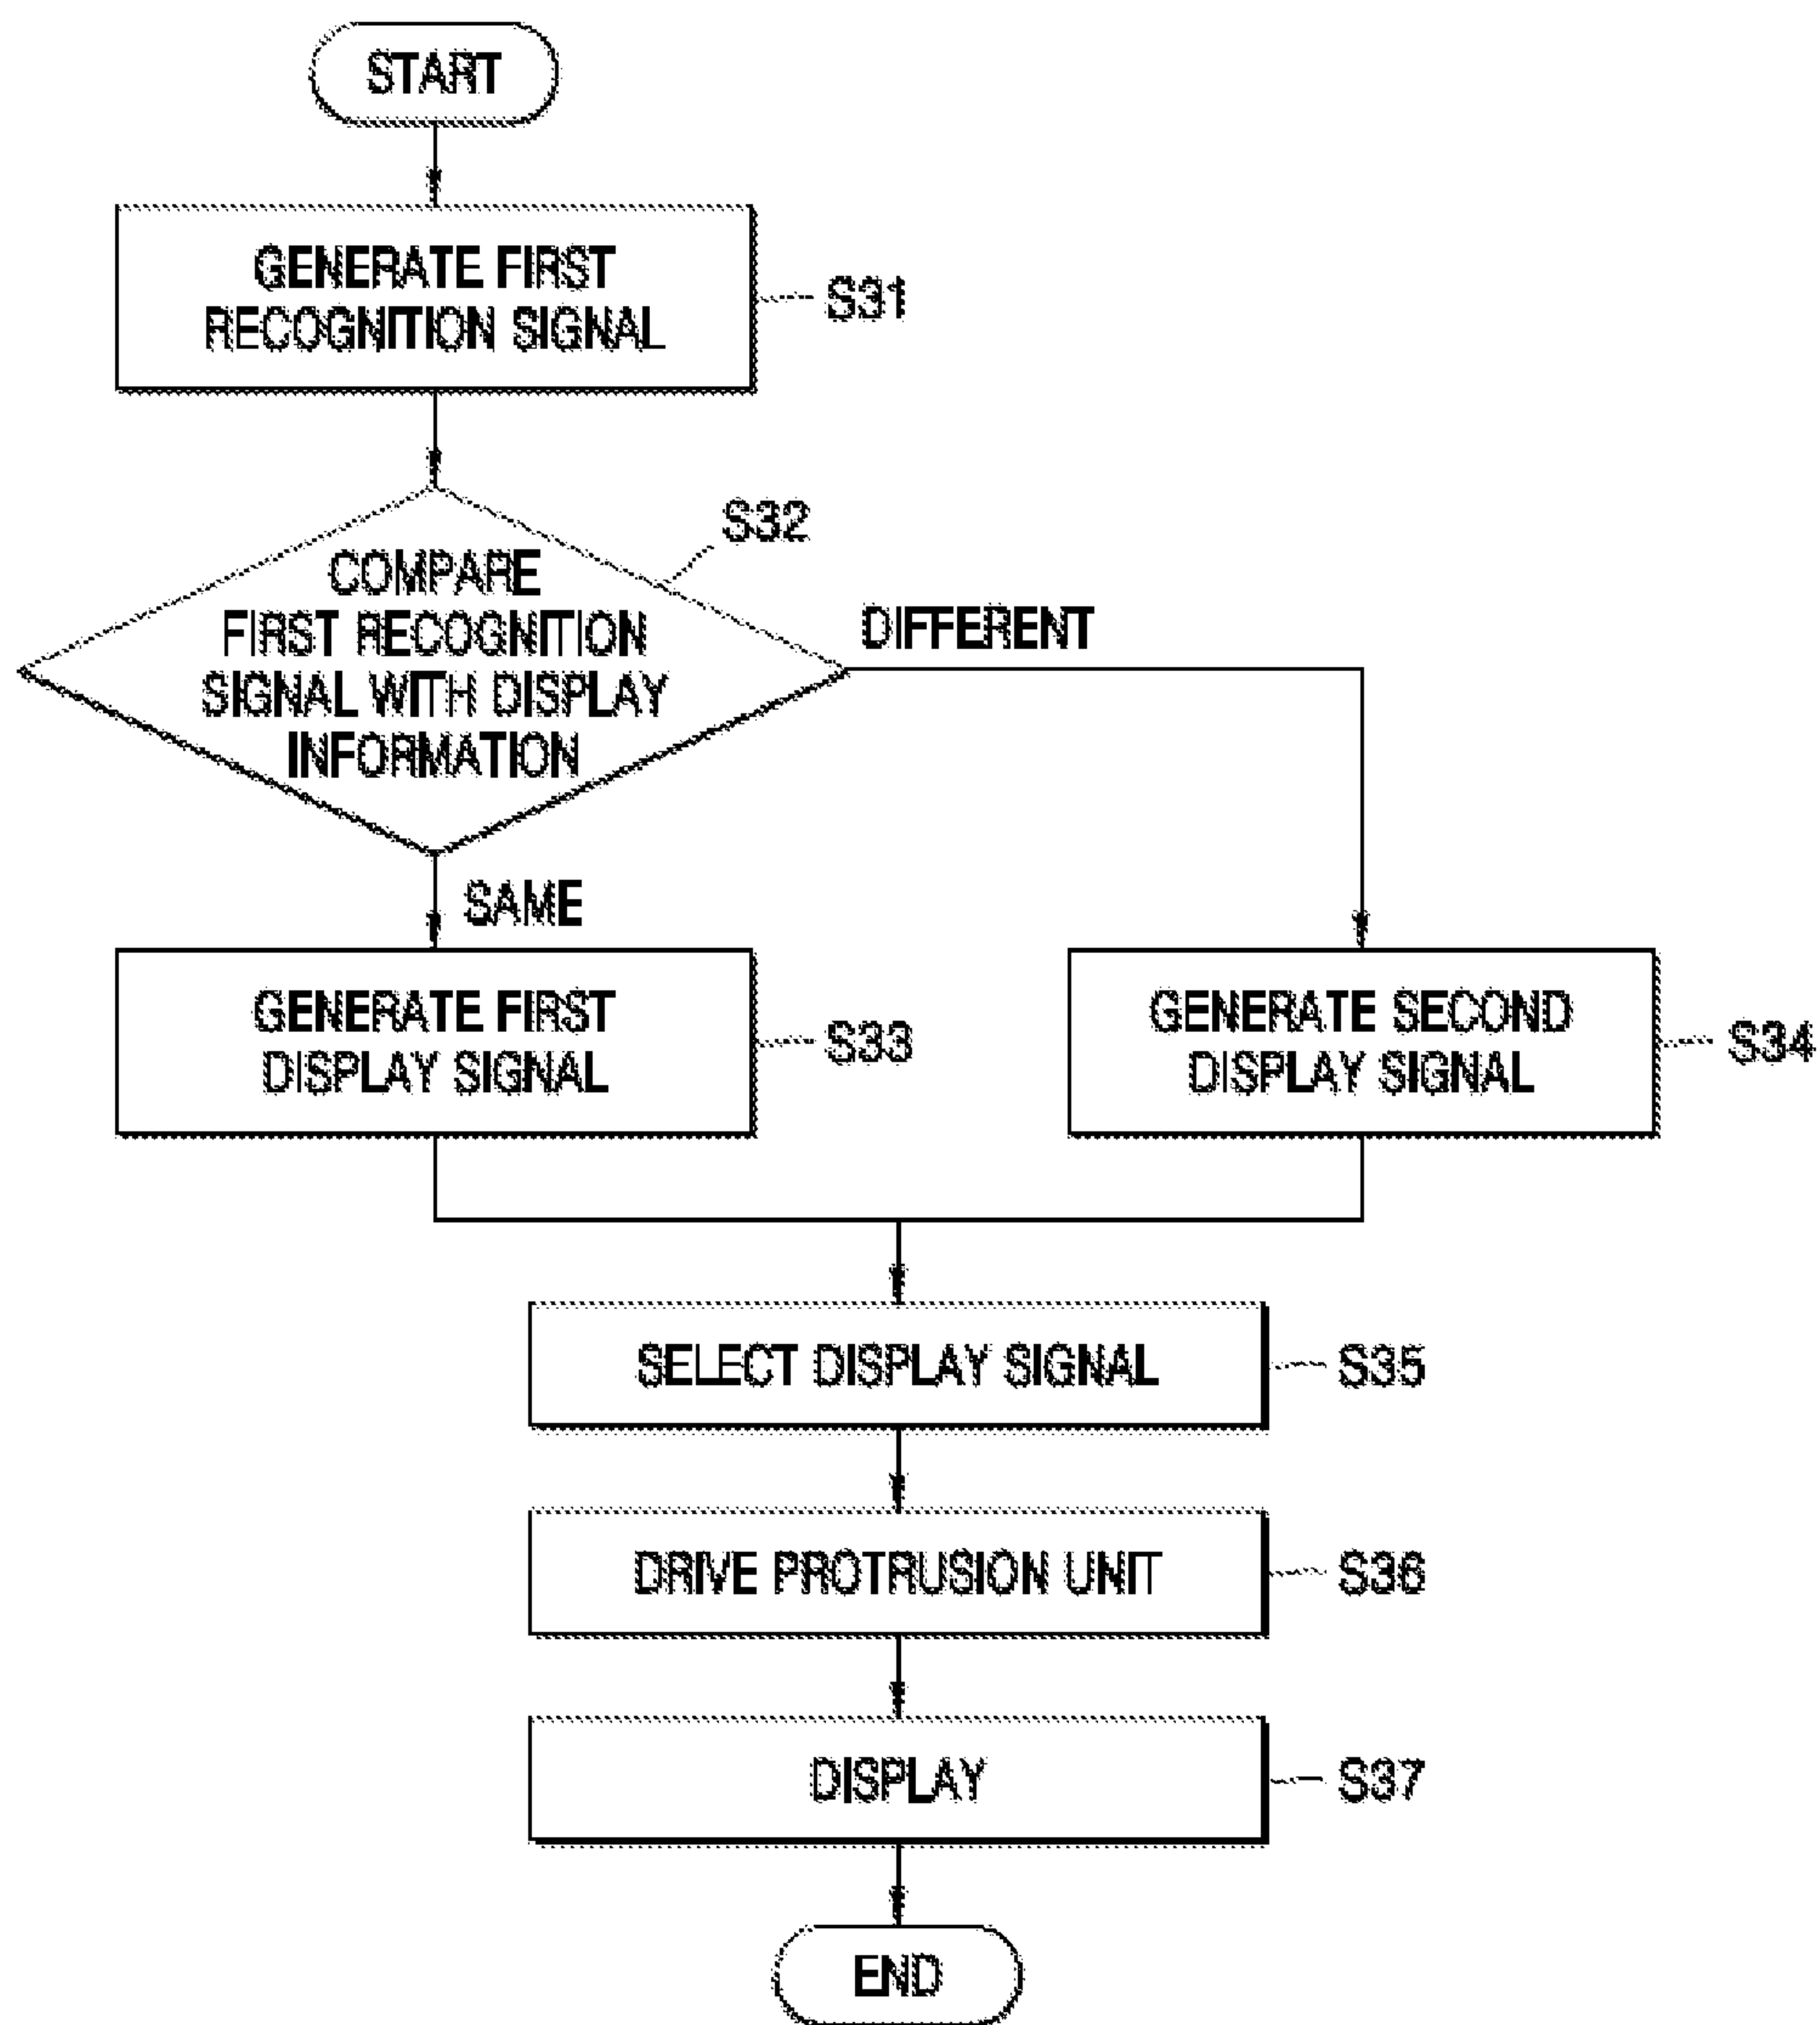 START
GENERATE FIRST
RECOGNITION SIGNAL
S31
S32
COMPARE
FIRST RECOGNITION
SIGNAL WITH DISPLAY
INFORMATION
DIFFERENT
SAME
GENERATE FIRST
DISPLAY SIGNAL
S33
GENERATE SECOND
DISPLAY SIGNAL
S34
SELECT DISPLAY SIGNAL
S35
DRIVE PROTRUSION UNIT
S36
DISPLAY
S37
END